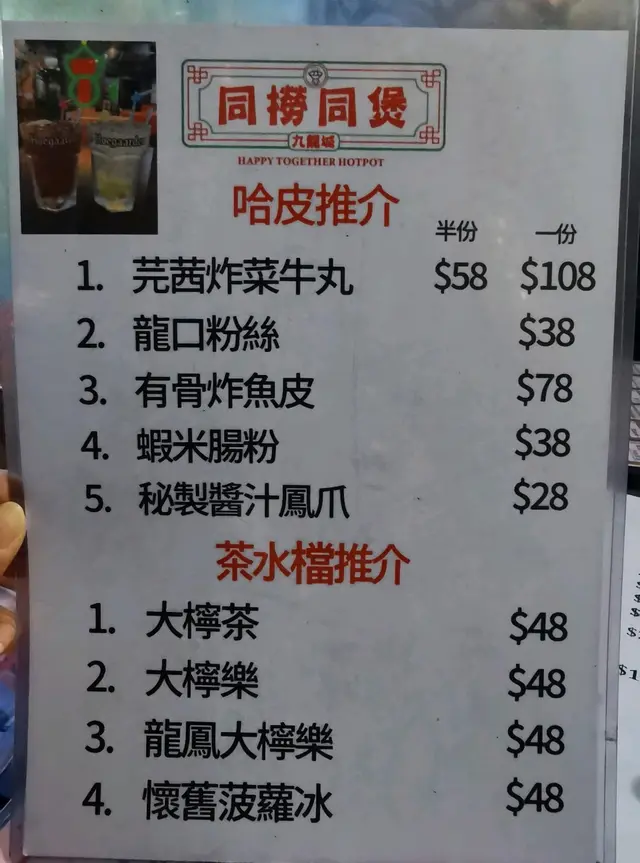 同撈同煲
九龍城
HAPPY TOGETHER HOTPOT
哈皮推介
半份 一份
1. 芫茜炸菜牛丸 $58 $108
2. 龍口粉絲 $38
3. 有骨炸魚皮 $78
4. 蝦米腸粉 $38
5. 秘製醬汁鳳爪 $28
茶水檔推介
1. 大檸茶 $48
2. 大檸樂 $48
3. 龍鳳大檸樂 $48
4. 懷舊菠蘿冰 $48